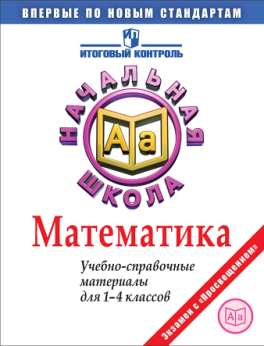 ВПЕРВЫЕ ПО НОВЫМ СТАНДАРТАМ
ИТОГОВЫЙ КОНТРОЛЬ
НАЧАЛЬНАЯ
Аа
ШКОЛА
Математика
Учебно-справочные
материалы
для 1–4 классов
Экзамен с «Просвещением»
Аа